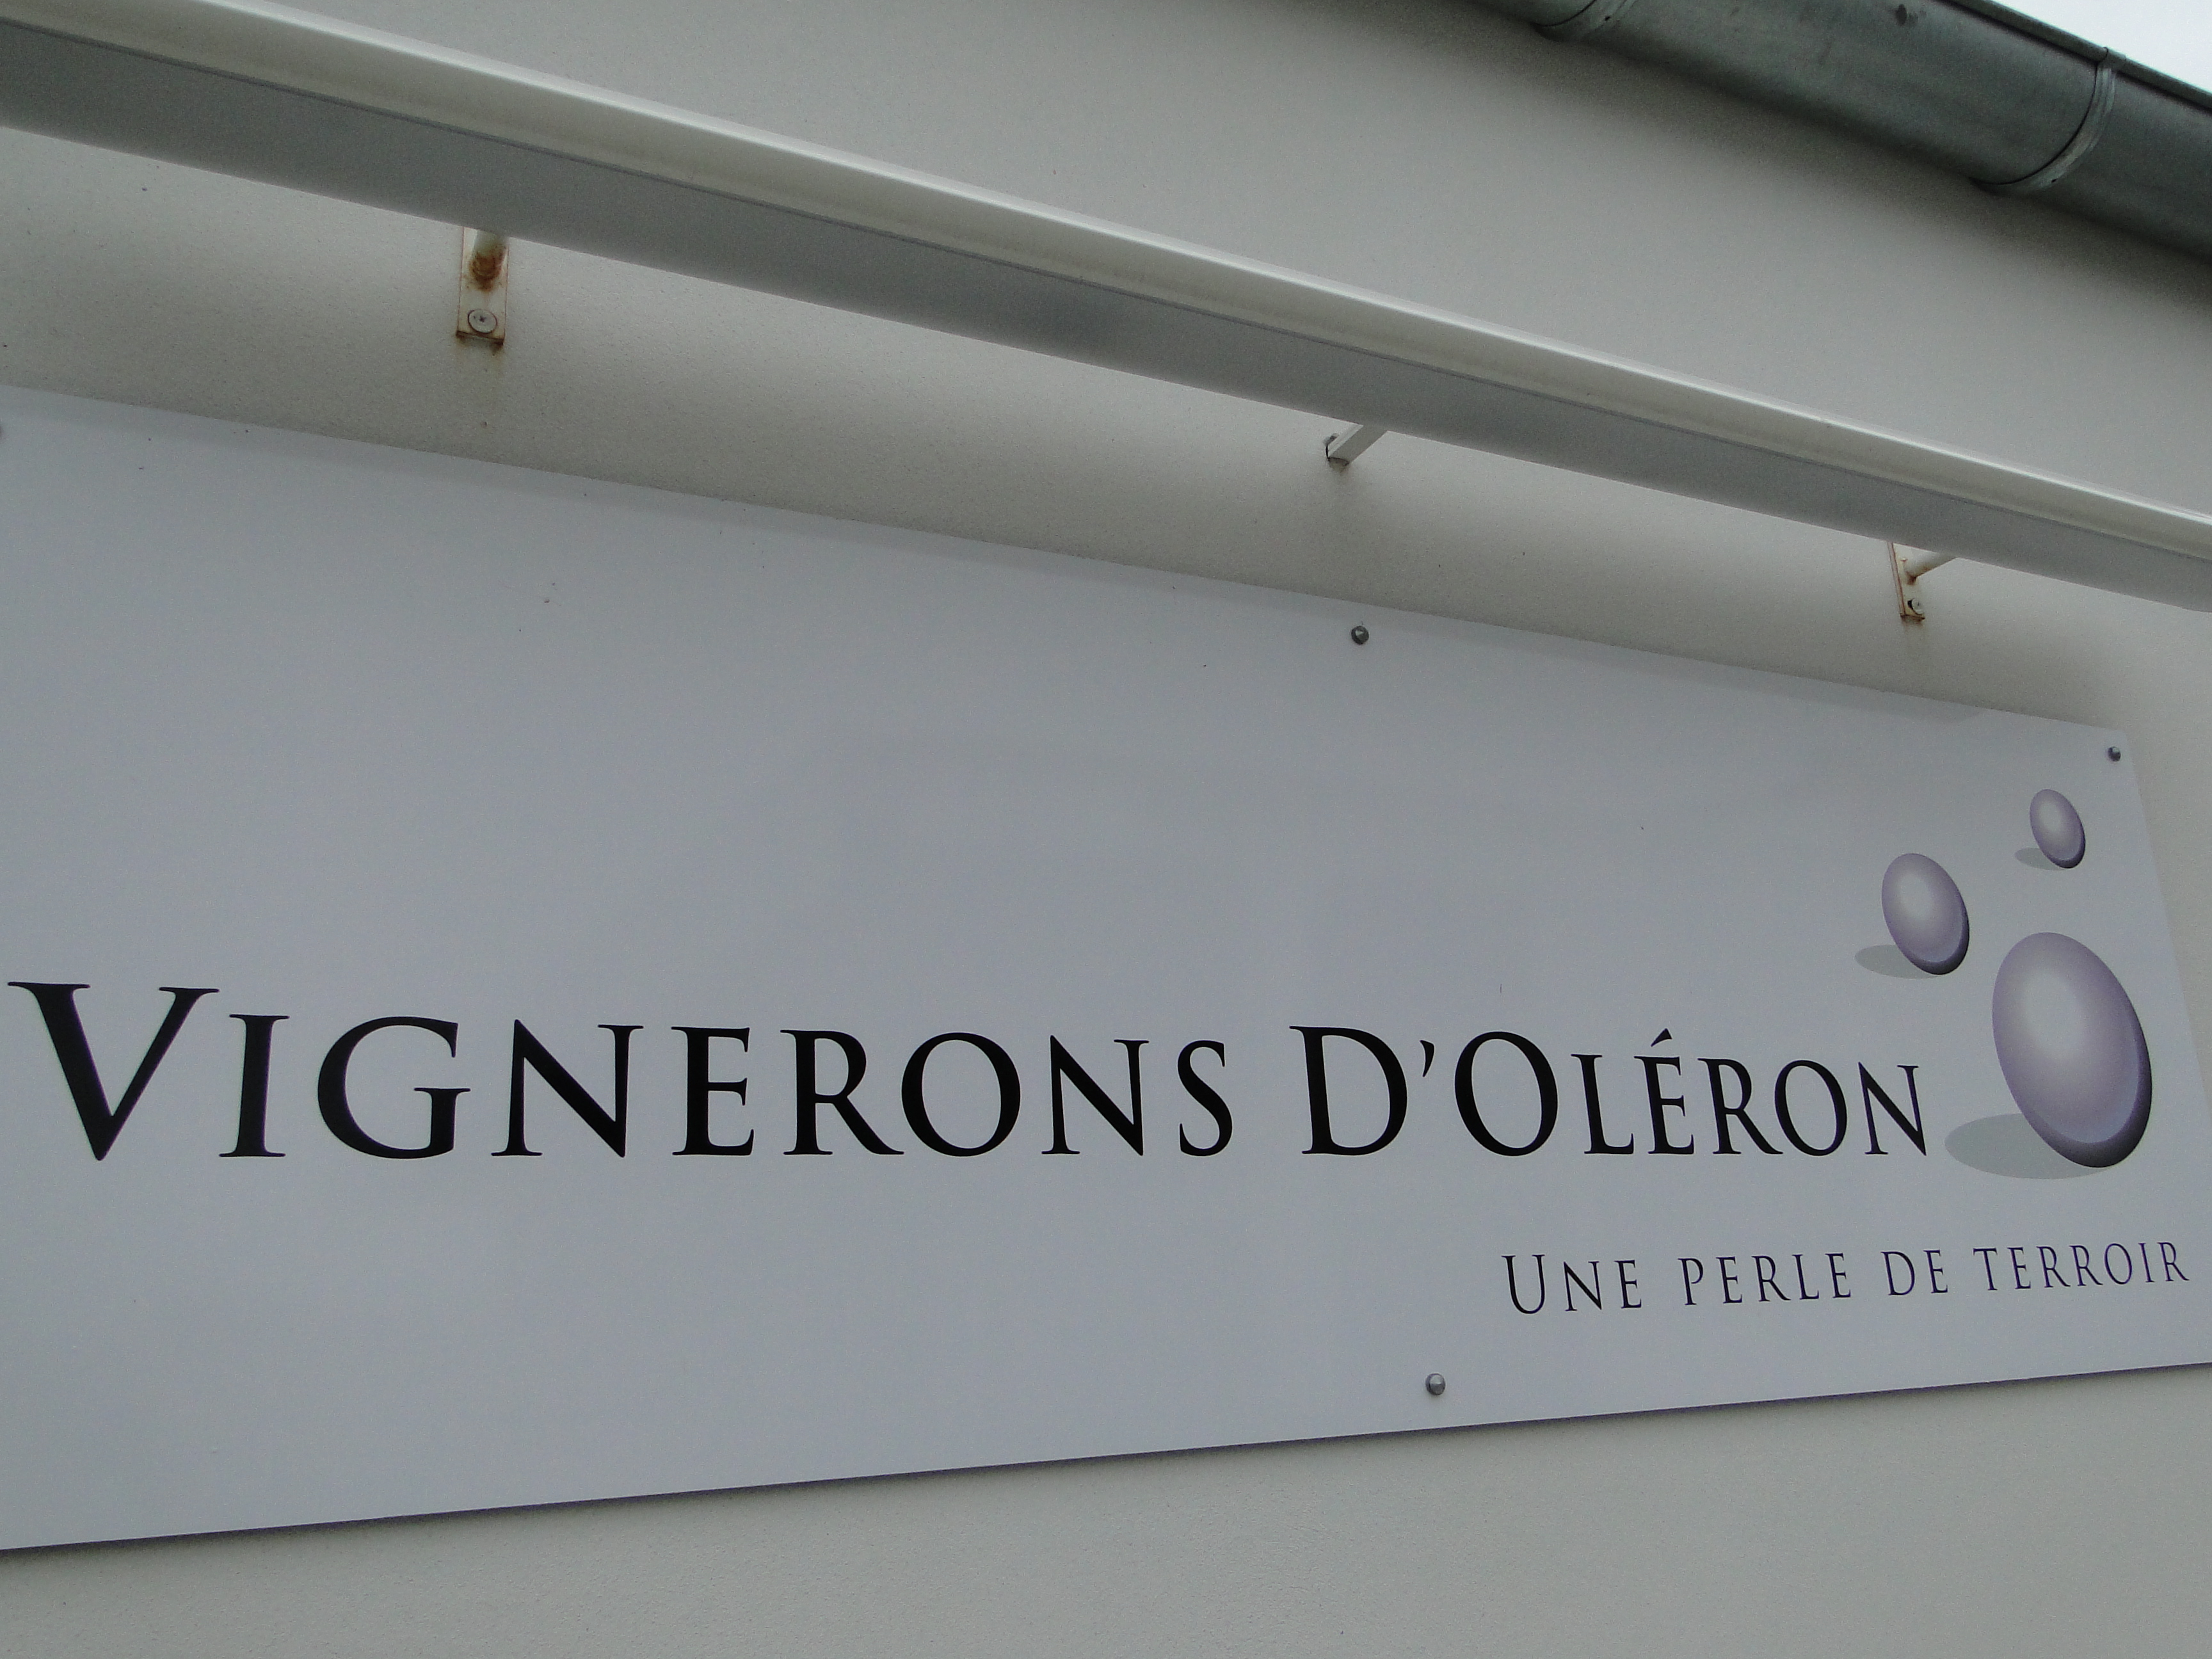 Vignerons D'Oléron
Une perle de terroir